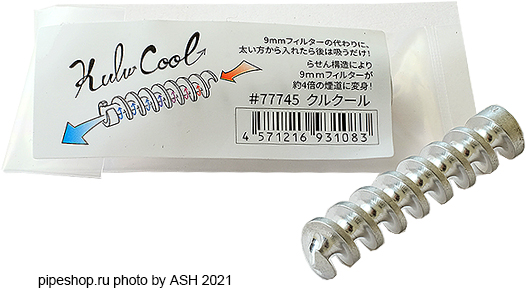 Kulu Cool
9mmフィルターの代わりに、
太い方から入れたら後は吸うだけ!
らせん構造により
9mmフィルターが
約4倍の煙道に変身!
#77745 クルクール
4 571216 931083
pipeshop.ru photo by ASH 2021